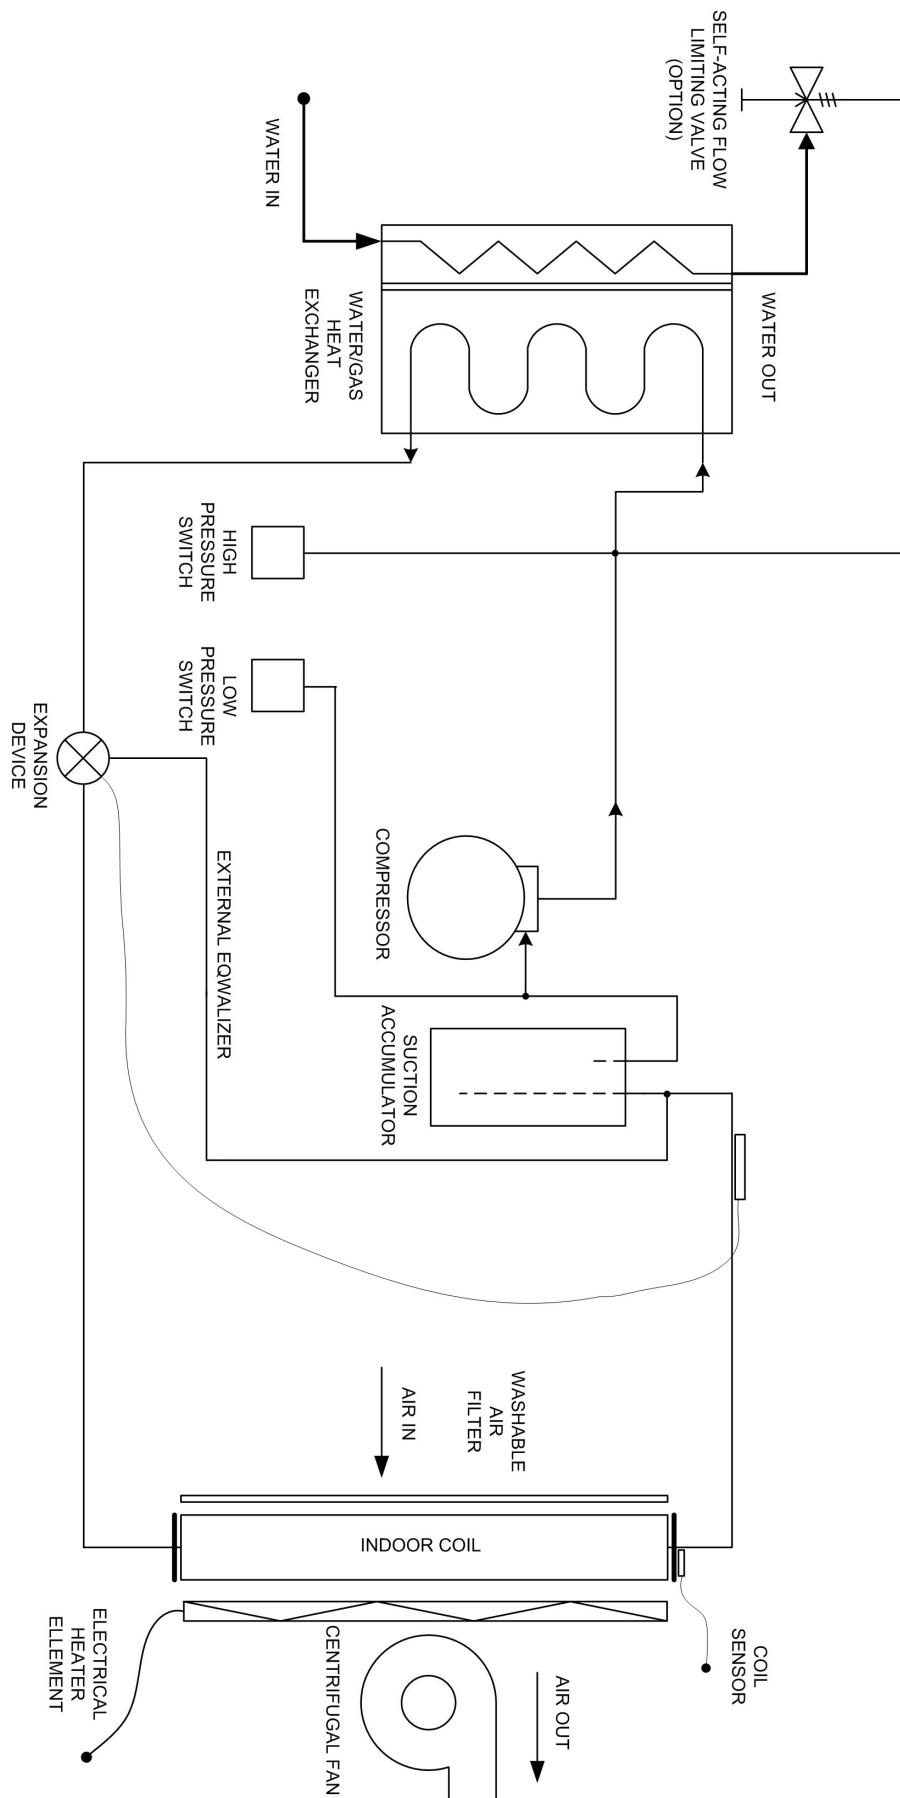 SELF-ACTING FLOW
LIMITING VALVE
(OPTION)
WATER IN
WATER OUT
WATER/GAS
HEAT
EXCHANGER
HIGH
PRESSURE
SWITCH
LOW
PRESSURE
SWITCH
EXPANSION
DEVICE
COMPRESSOR
EXTERNAL EQWALIZER
SUCTION
ACCUMULATOR
WASHABLE
AIR
FILTER
AIR IN
INDOOR COIL
ELECTRICAL
HEATER
ELLEMENT
CENTRIFUGAL FAN
AIR OUT
COIL
SENSOR